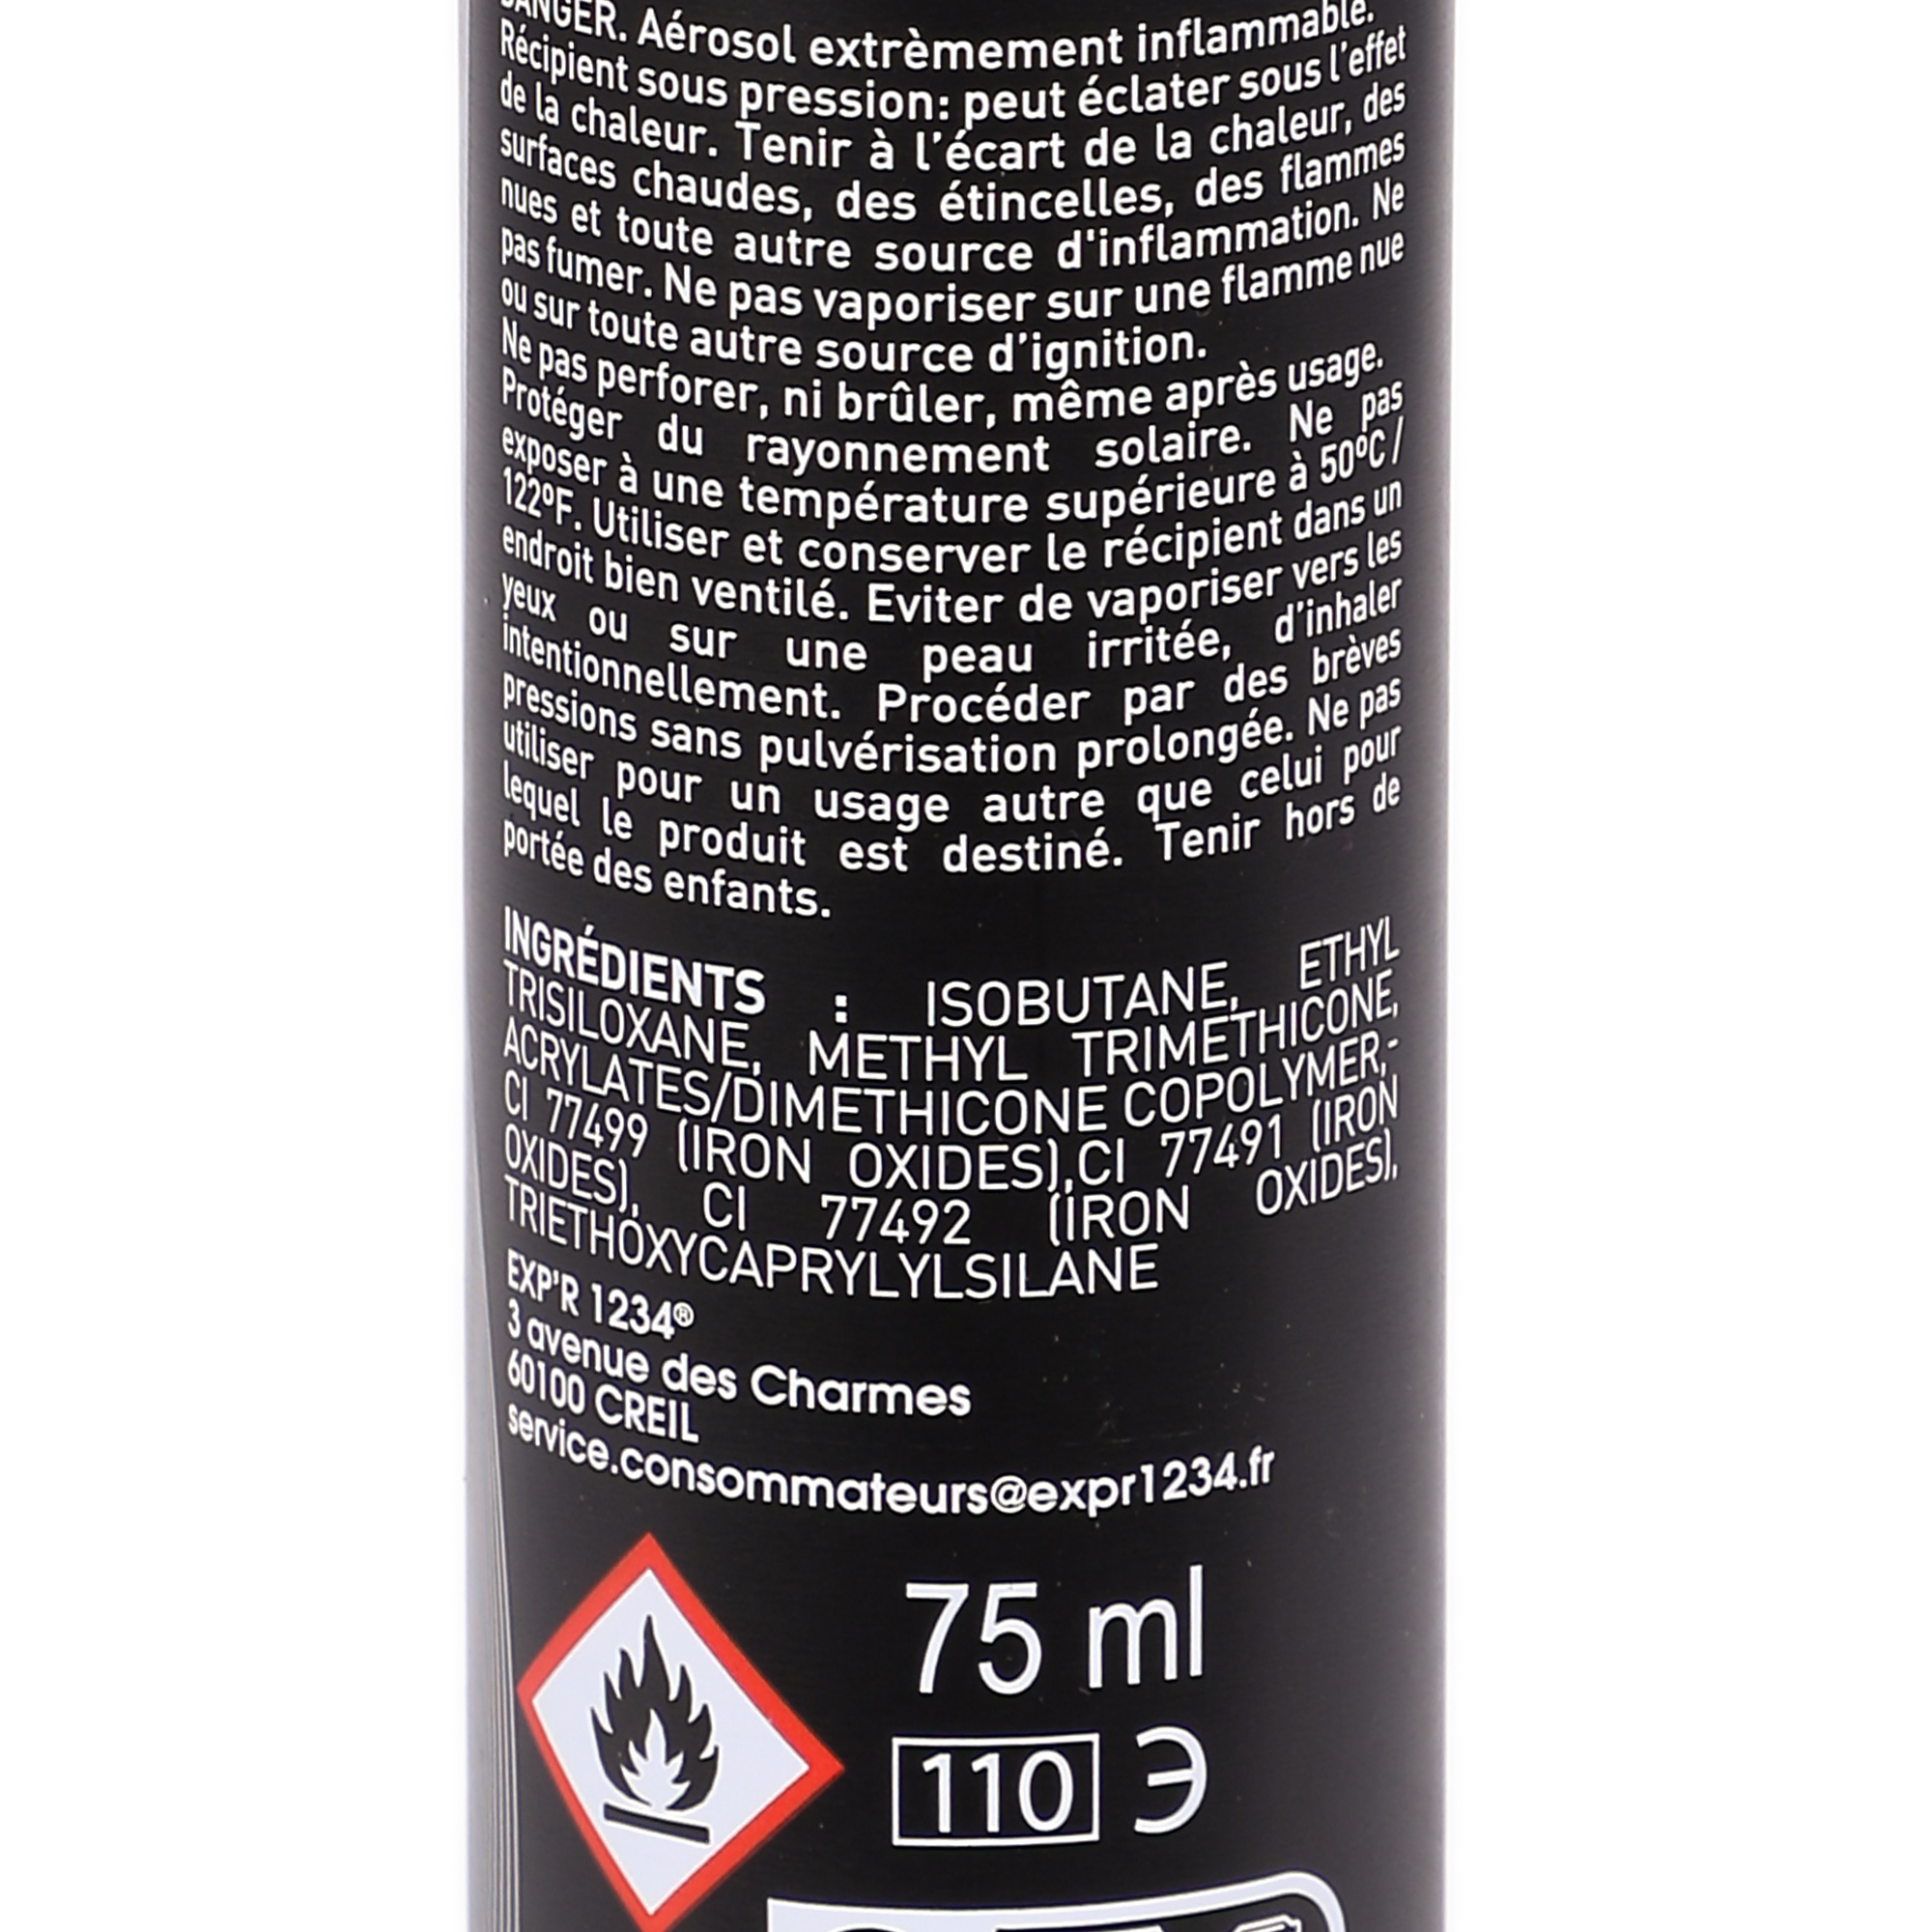 DANGER. Aérosol extrèmement inflammable.
Récipient sous pression: peut éclater sous l'effet
de la chaleur. Tenir à l'écart de la chaleur, des
surfaces chaudes, des étincelles, des flammes
nues et toute autre source d'inflammation. Ne
pas fumer. Ne pas vaporiser sur une flamme nue
ou sur toute autre source d'ignition.
Ne pas perforer, ni brûler, même après usage.
Protéger du rayonnement solaire. Ne pas
exposer à une température supérieure à 50ºC /
122ºF. Utiliser et conserver le récipient dans un
endroit bien ventilé. Eviter de vaporiser vers les
yeux ou sur une peau irritée, d'inhaler
intentionnellement. Procéder par des brèves
pressions sans pulvérisation prolongée. Ne pas
utiliser pour un usage autre que celui pour
lequel le produit est destiné. Tenir hors de
portée des enfants.
INGRÉDIENTS : ISOBUTANE, ETHYL
TRISILOXANE, METHYL TRIMETHICONE,
ACRYLATES/DIMETHICONE COPOLYMER,-
CI 77499 (IRON OXIDES),CI 77491 (IRON
OXIDES), CI 77492 (IRON OXIDES),
TRIETHOXYCAPRYLYLSILANE
EXP'R 1234®
3 avenue des Charmes
60100 CREIL
service.consommateurs@expr1234.fr
75 ml
110 Э